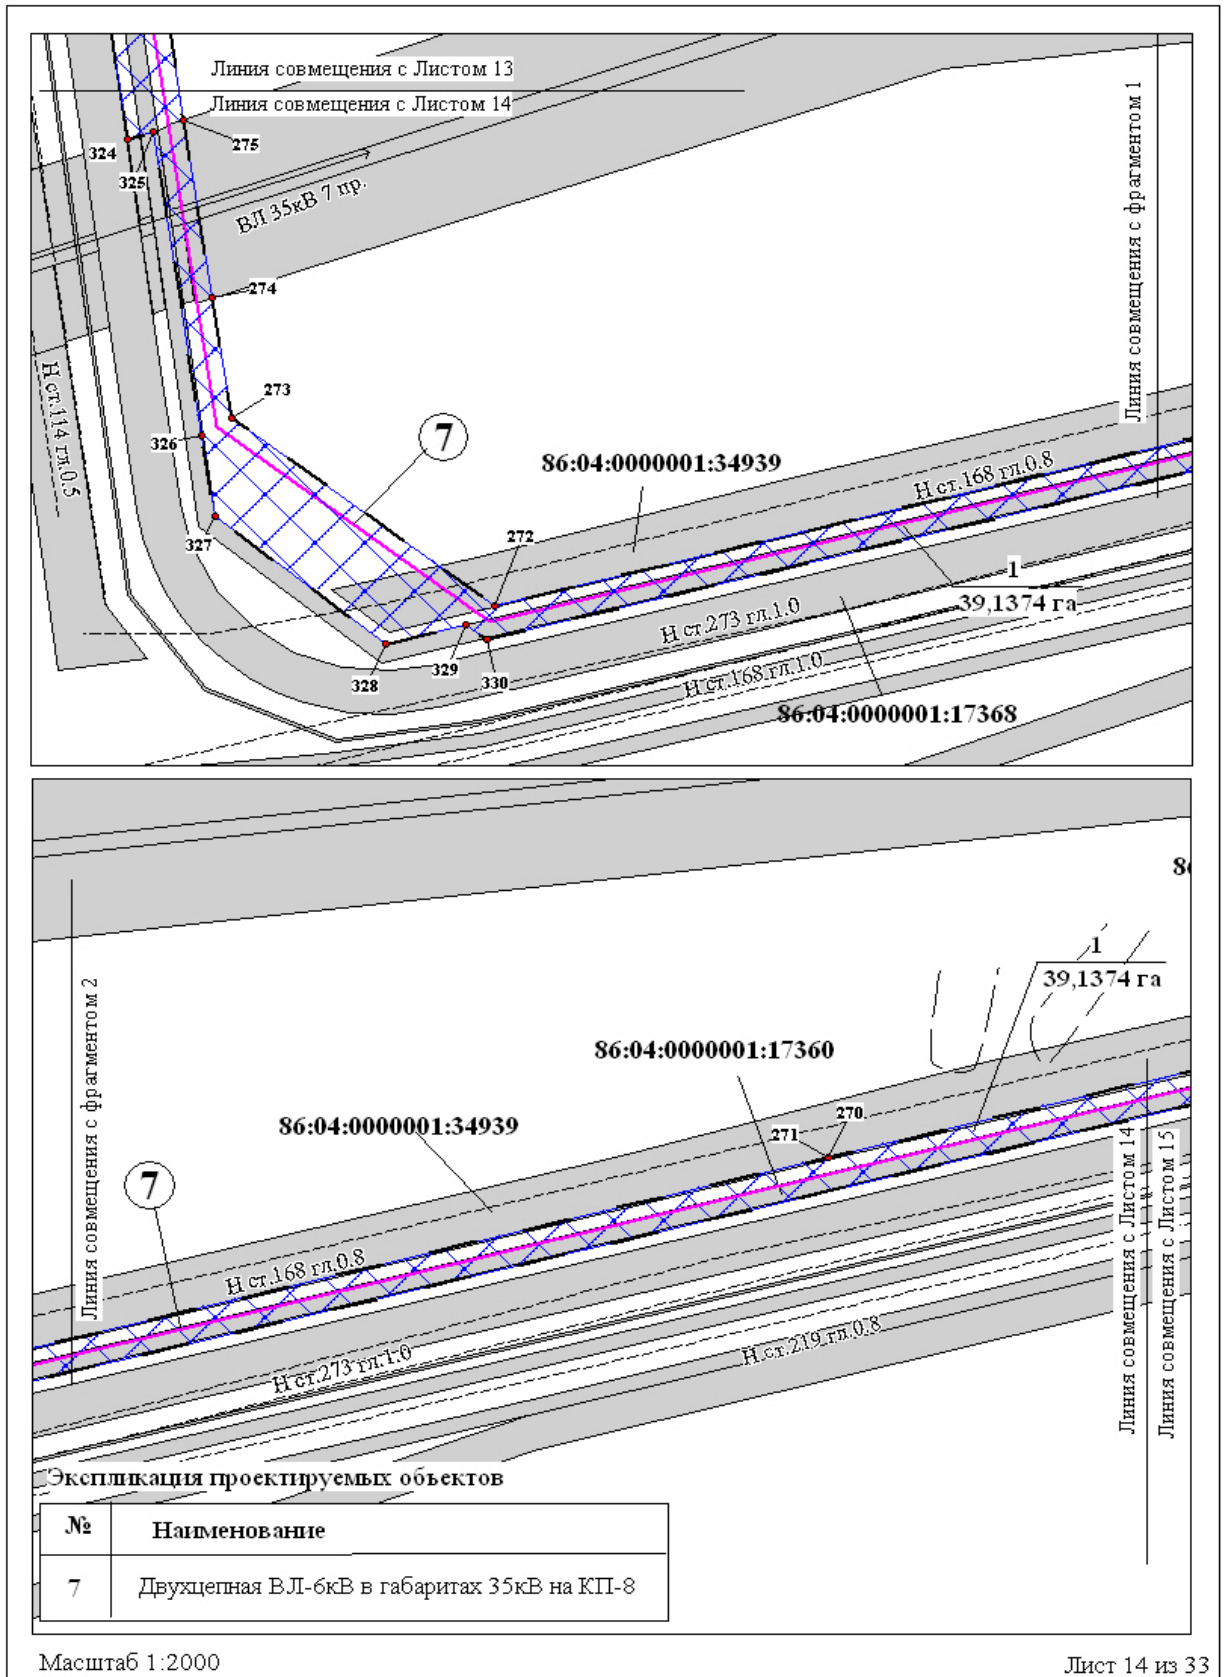 Линия совмещения с Листом 13
Линия совмещения с Листом 14
324
325
275
ВЛ 35кВ 7 пр.
274
Линия совмещения с фрагментом 1
Н ст.114 гл.0.5
273
326
7
86:04:0000001:34939
Н ст.168 гл.0.8
327
272
1
39,1374 га
Н ст.273 гл.1.0
328
329
330
Н ст.168 гл.1.0
86:04:0000001:17368
86
1
39,1374 га
Линия совмещения с фрагментом 2
86:04:0000001:17360
86:04:0000001:34939
270
271
7
Линия совмещения с Листом 14
Линия совмещения с Листом 15
Н ст.168 гл.0.8
Н ст.273 гл.1.0
Н.ст.219 гл.0.8
Экспликация проектируемых объектов
№ Наименование
7 Двухцепная ВЛ-6кВ в габаритах 35кВ на КП-8
Масштаб 1:2000
Лист 14 из 33